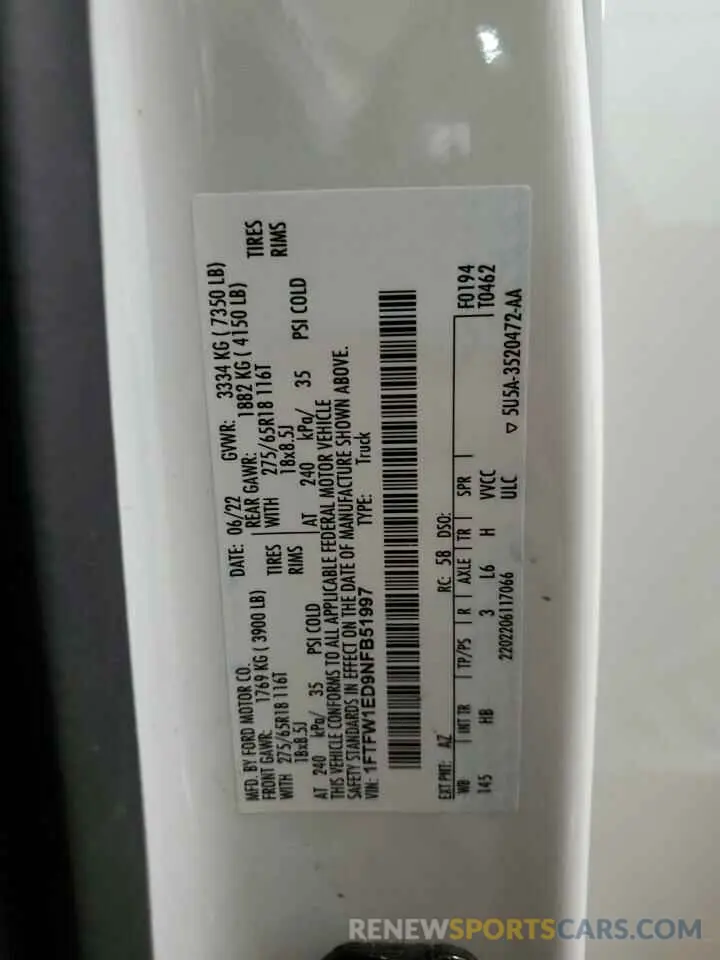 MFD. BY FORD MOTOR CO.
DATE: 06/22 GVWR: 3334 KG ( 7350 LB)
FRONT GAWR: 1769 KG ( 3900 LB)
REAR GAWR: 1882 KG ( 4150 LB)
WITH 275/65R18 116T TIRES
WITH 275/65R18 116T TIRES
18x8.5J RIMS
18x8.5J RIMS
AT 240 kPa/ 35 PSI COLD
AT 240 kPa/ 35 PSI COLD
THIS VEHICLE CONFORMS TO ALL APPLICABLE FEDERAL MOTOR VEHICLE
SAFETY STANDARDS IN EFFECT ON THE DATE OF MANUFACTURE SHOWN ABOVE.
VIN: 1FTFW1ED9NFB51997 TYPE: Truck
EXT PNT: AZ RC: 58 DSO: F0194
WB INT TR TP/PS R AXLE TR SPR T0462
145 HB 3 L6 H VVCC
2202206117066 ULC ▽ 5U5A-3520472-AA
RENEWSPORTSCARS.COM